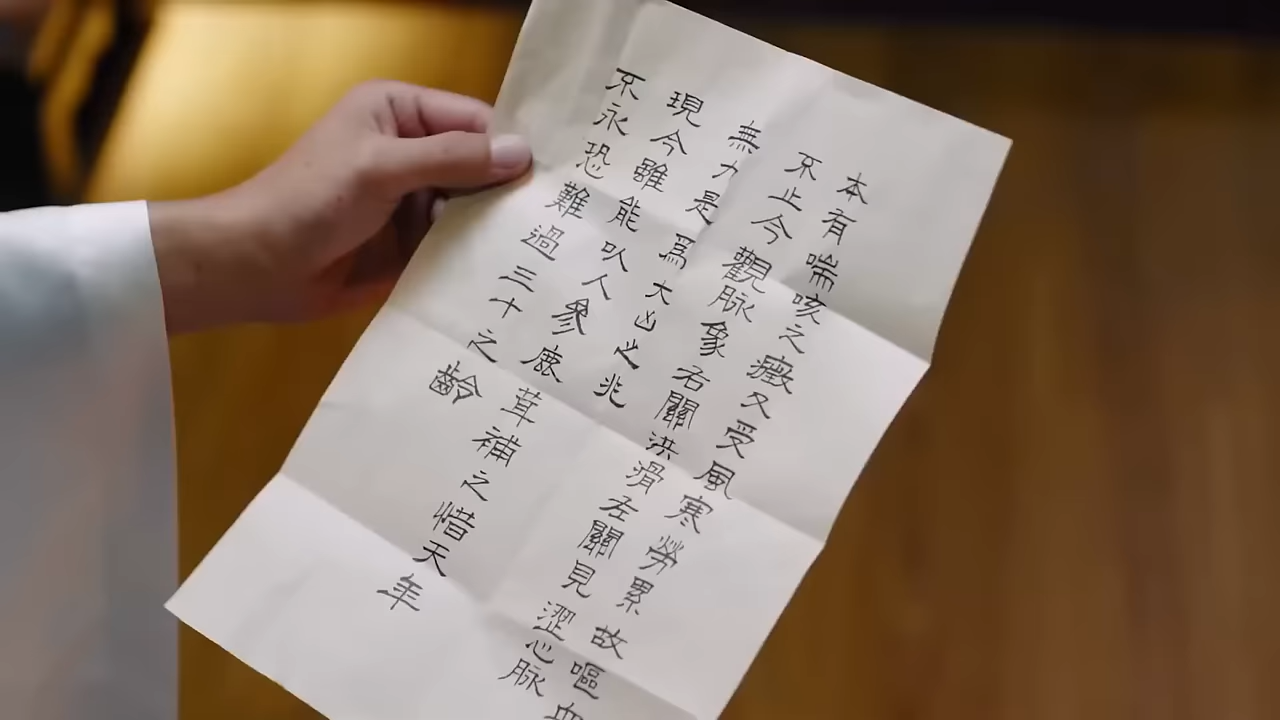 本有喘咳之癥又受風寒勞累故嘔血
不止今觀脈象右關洪滑左關見澀心脈
無力是爲大凶之兆
現今雖能㕥人參鹿茸補之惜天年
不永恐難過三十之齡